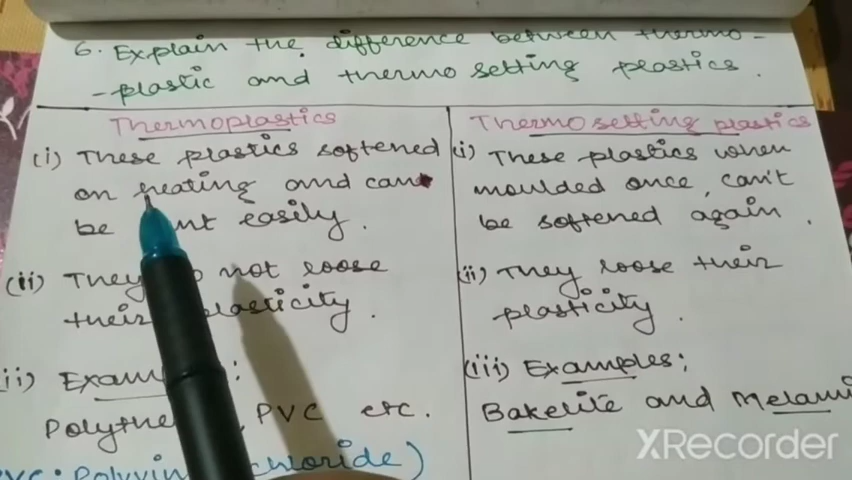 6. Explain the difference between thermo-
-plastic and thermo setting plastics.
Thermoplastics
(i) These plastics softened
on heating and can
be easily.
(ii) They not loose
their plasticity.
Examples:
PVC etc.
Thermo setting plastics
(i) These plastics when
moulded once, can't
be softened again.
(ii) They loose their
plasticity.
(iii) Examples;
Bakelite and
XRecorder